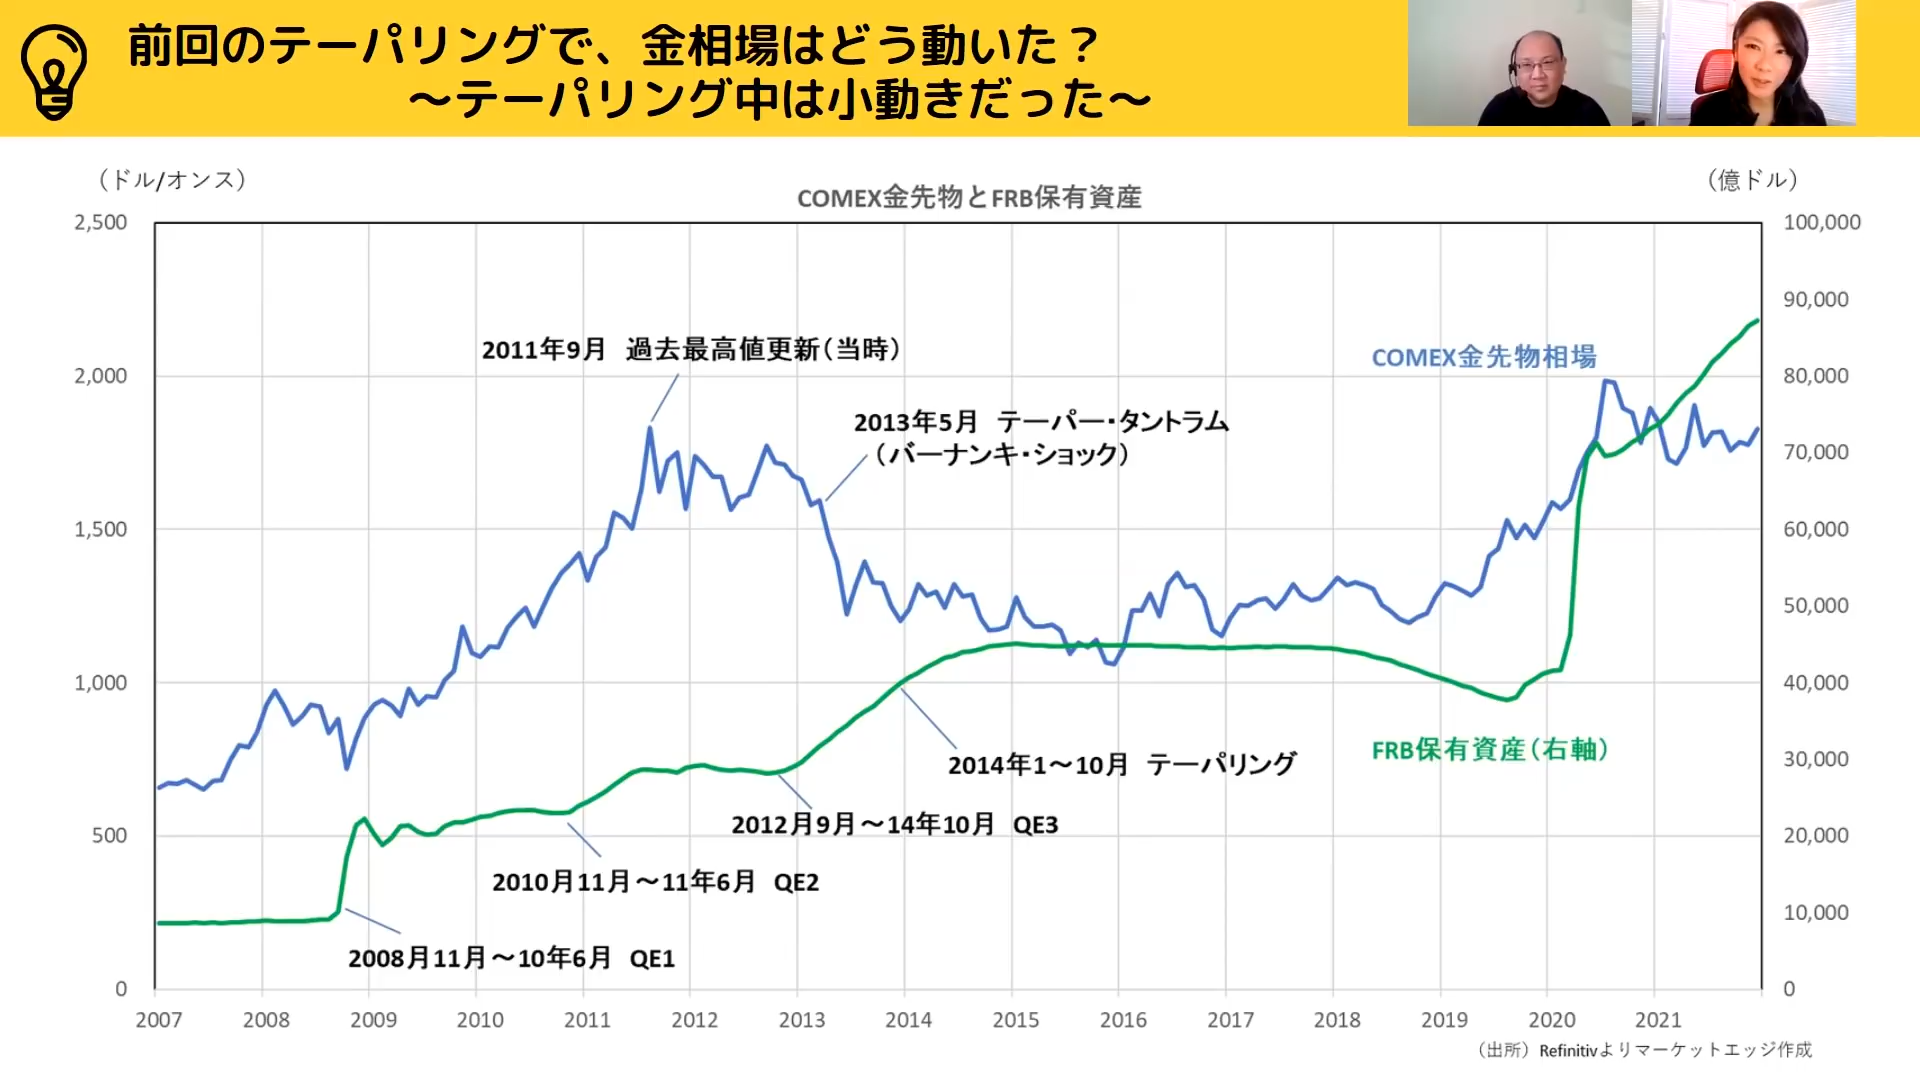 前回のテーパリングで、金相場はどう動いた？
～テーパリング中は小動きだった～
（ドル/オンス）
（億ドル）
COMEX金先物とFRB保有資産
2,500
2,000
1,500
1,000
500
0
100,000
90,000
80,000
70,000
60,000
50,000
40,000
30,000
20,000
10,000
0
2011年9月　過去最高値更新（当時）
COMEX金先物相場
2013年5月　テーパー・タントラム
（バーナンキ・ショック）
FRB保有資産（右軸）
2014年1～10月　テーパリング
2012月9月～14年10月　QE3
2010月11月～11年6月　QE2
2008月11月～10年6月　QE1
2007 2008 2009 2010 2011 2012 2013 2014 2015 2016 2017 2018 2019 2020 2021
（出所）Refinitivよりマーケットエッジ作成